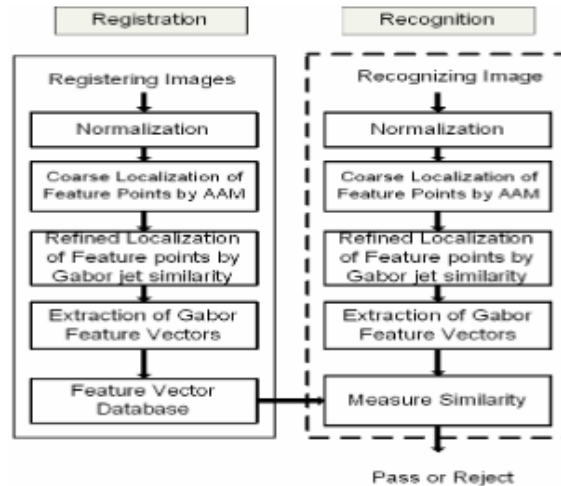 Registration
Registering Images
Normalization
Coarse Localization of
Feature Points by AAM
Refined Localization
of Feature points by
Gabor jet similarity
Extraction of Gabor
Feature Vectors
Feature Vector
Database
Recognition
Recognizing Image
Normalization
Coarse Localization of
Feature Points by AAM
Refined Localization
of Feature points by
Gabor jet similarity
Extraction of Gabor
Feature Vectors
Measure Similarity
Pass or Reject